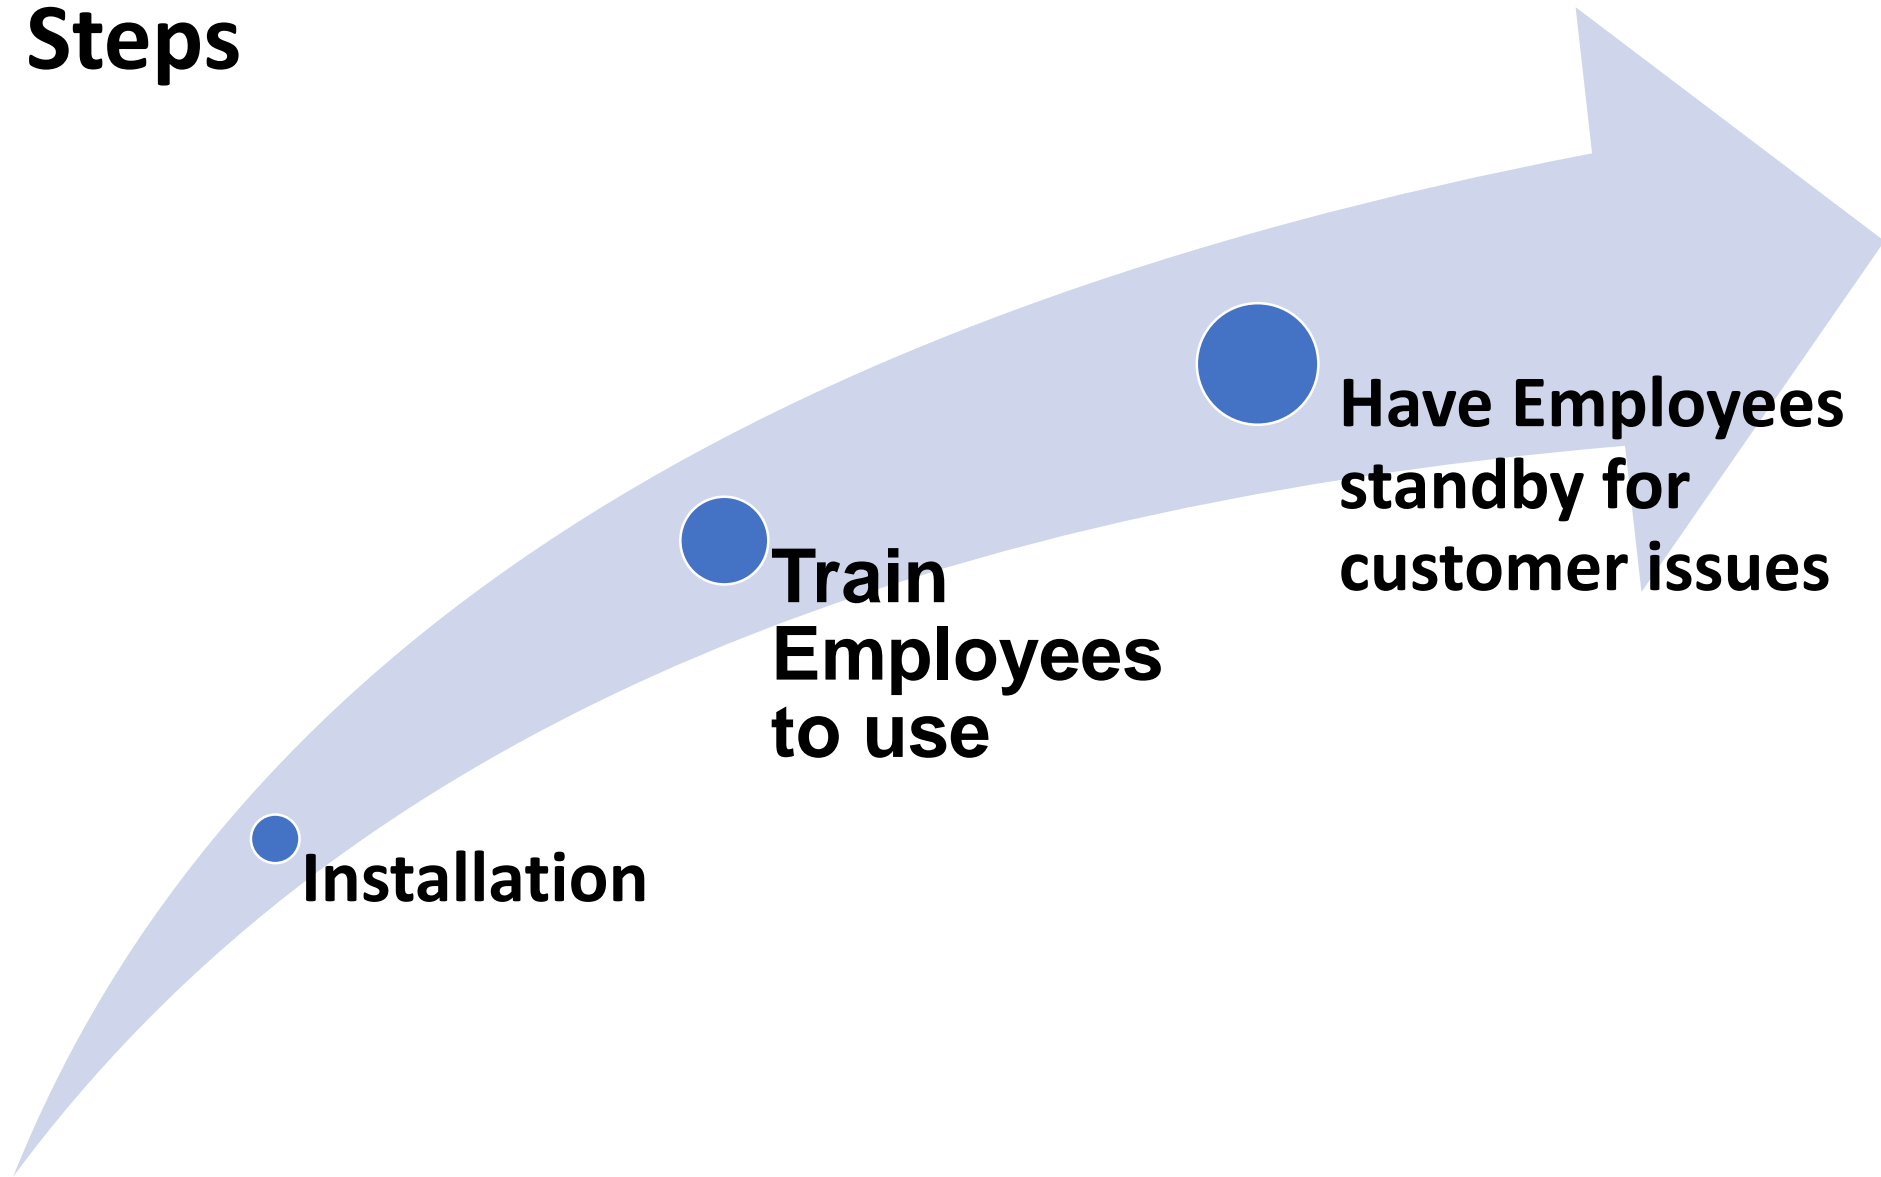 Steps
Installation
Train
Employees
to use
Have Employees
standby for
customer issues